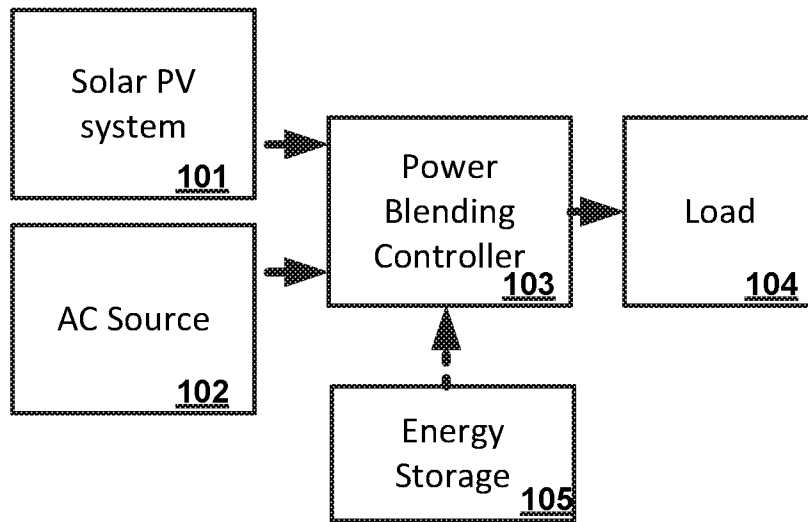 Solar PV
system
101
AC Source
102
Power
Blending
Controller
103
Load
104
Energy
Storage
105